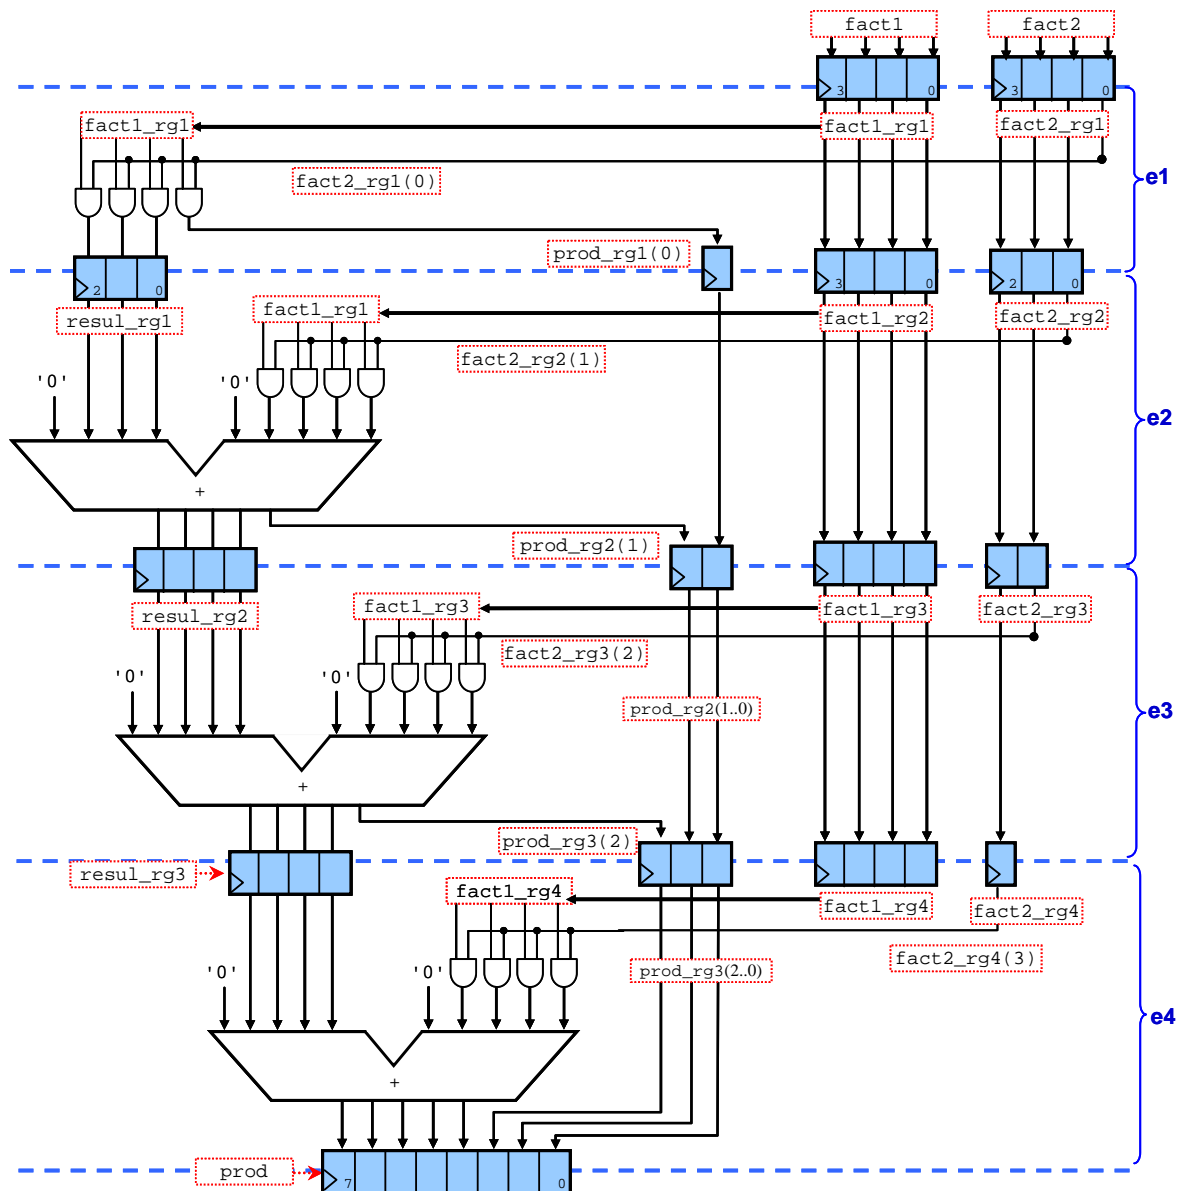 fact1
fact2
3 0
3 0
fact1_rg1
fact1_rg1
fact2_rg1
fact2_rg1(0)
e1
prod_rg1(0)
2 0
3 0
2 0
resul_rg1
fact1_rg1
fact1_rg2
fact2_rg2
fact2_rg2(1)
'0'
'0'
e2
+
prod_rg2(1)
resul_rg2
fact1_rg3
fact1_rg3
fact2_rg3
fact2_rg3(2)
'0'
'0'
prod_rg2(1..0)
e3
+
prod_rg3(2)
resul_rg3
fact1_rg4
fact1_rg4
fact2_rg4
fact2_rg4(3)
'0'
'0'
prod_rg3(2..0)
e4
+
prod
7 0